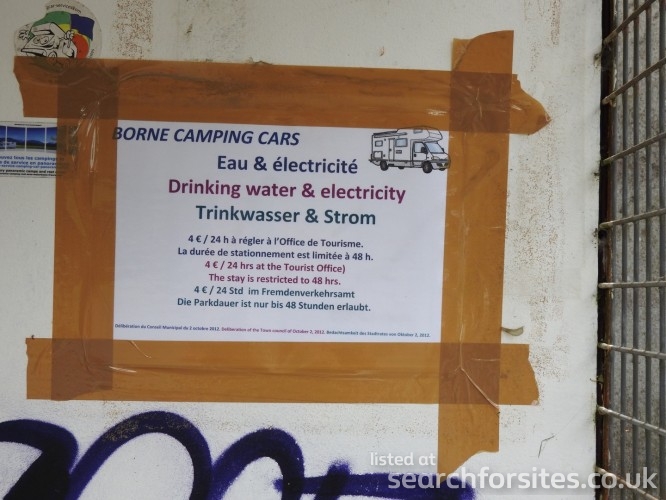 BORNE CAMPING CARS
Eau & électricité
Drinking water & electricity
Trinkwasser & Strom
4 € / 24 h à régler à l'Office de Tourisme.
La durée de stationnement est limitée à 48 h.
4 € / 24 hrs at the Tourist Office)
The stay is restricted to 48 hrs.
4 € / 24 Std im Fremdenverkehrsamt
Die Parkdauer ist nur bis 48 Stunden erlaubt.
Délibération du Conseil Municipal du 2 octobre 2012. Deliberation of the Town council of October 2, 2012. Bedachtsamkeit des Stadtrates von Oktober 2, 2012.
listed at
searchforsites.co.uk